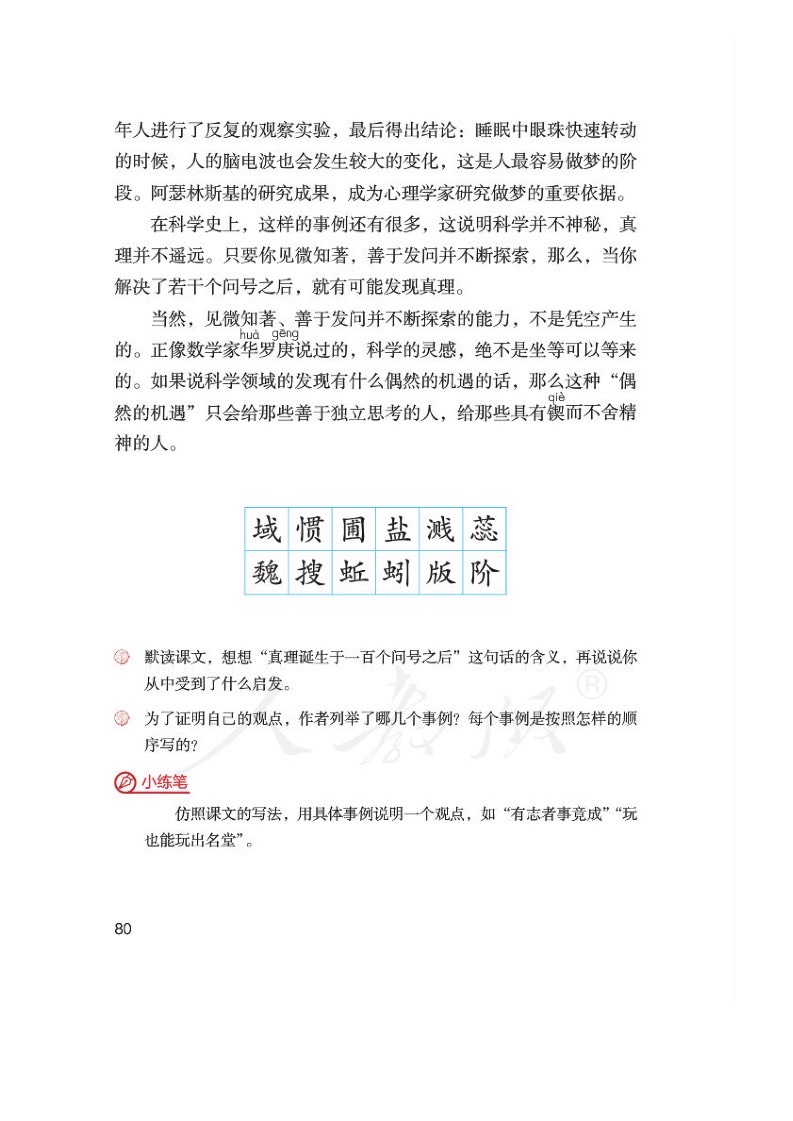 年人进行了反复的观察实验，最后得出结论：睡眠中眼珠快速转动
的时候，人的脑电波也会发生较大的变化，这是人最容易做梦的阶
段。阿瑟林斯基的研究成果，成为心理学家研究做梦的重要依据。
在科学史上，这样的事例还有很多，这说明科学并不神秘，真
理并不遥远。只要你见微知著，善于发问并不断探索，那么，当你
解决了若干个问号之后，就有可能发现真理。
当然，见微知著、善于发问并不断探索的能力，不是凭空产生
huà gēng
的。正像数学家华罗庚说过的，科学的灵感，绝不是坐等可以等来
的。如果说科学领域的发现有什么偶然的机遇的话，那么这种“偶
qiè
然的机遇”只会给那些善于独立思考的人，给那些具有锲而不舍精
神的人。
域 惯 圃 盐 溅 蕊
魏 搜 蚯 蚓 版 阶
默读课文，想想“真理诞生于一百个问号之后”这句话的含义，再说说你
从中受到了什么启发。
为了证明自己的观点，作者列举了哪几个事例？每个事例是按照怎样的顺
序写的？
人教版®
小练笔
仿照课文的写法，用具体事例说明一个观点，如“有志者事竟成”“玩
也能玩出名堂”。
80